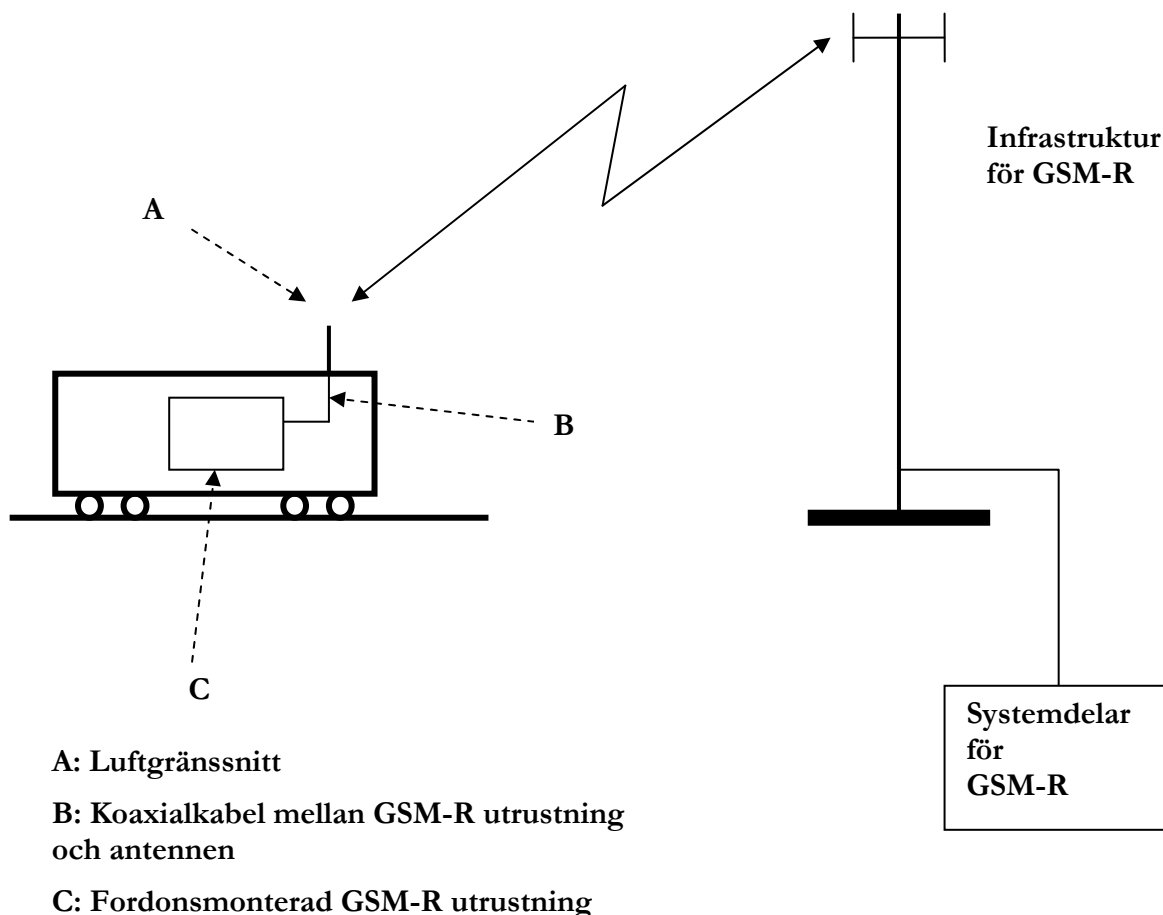 Infrastruktur
för GSM-R
A
B
C
Systemdelar
för
GSM-R
A: Luftgränssnitt
B: Koaxialkabel mellan GSM-R utrustning
och antennen
C: Fordonsmonterad GSM-R utrustning